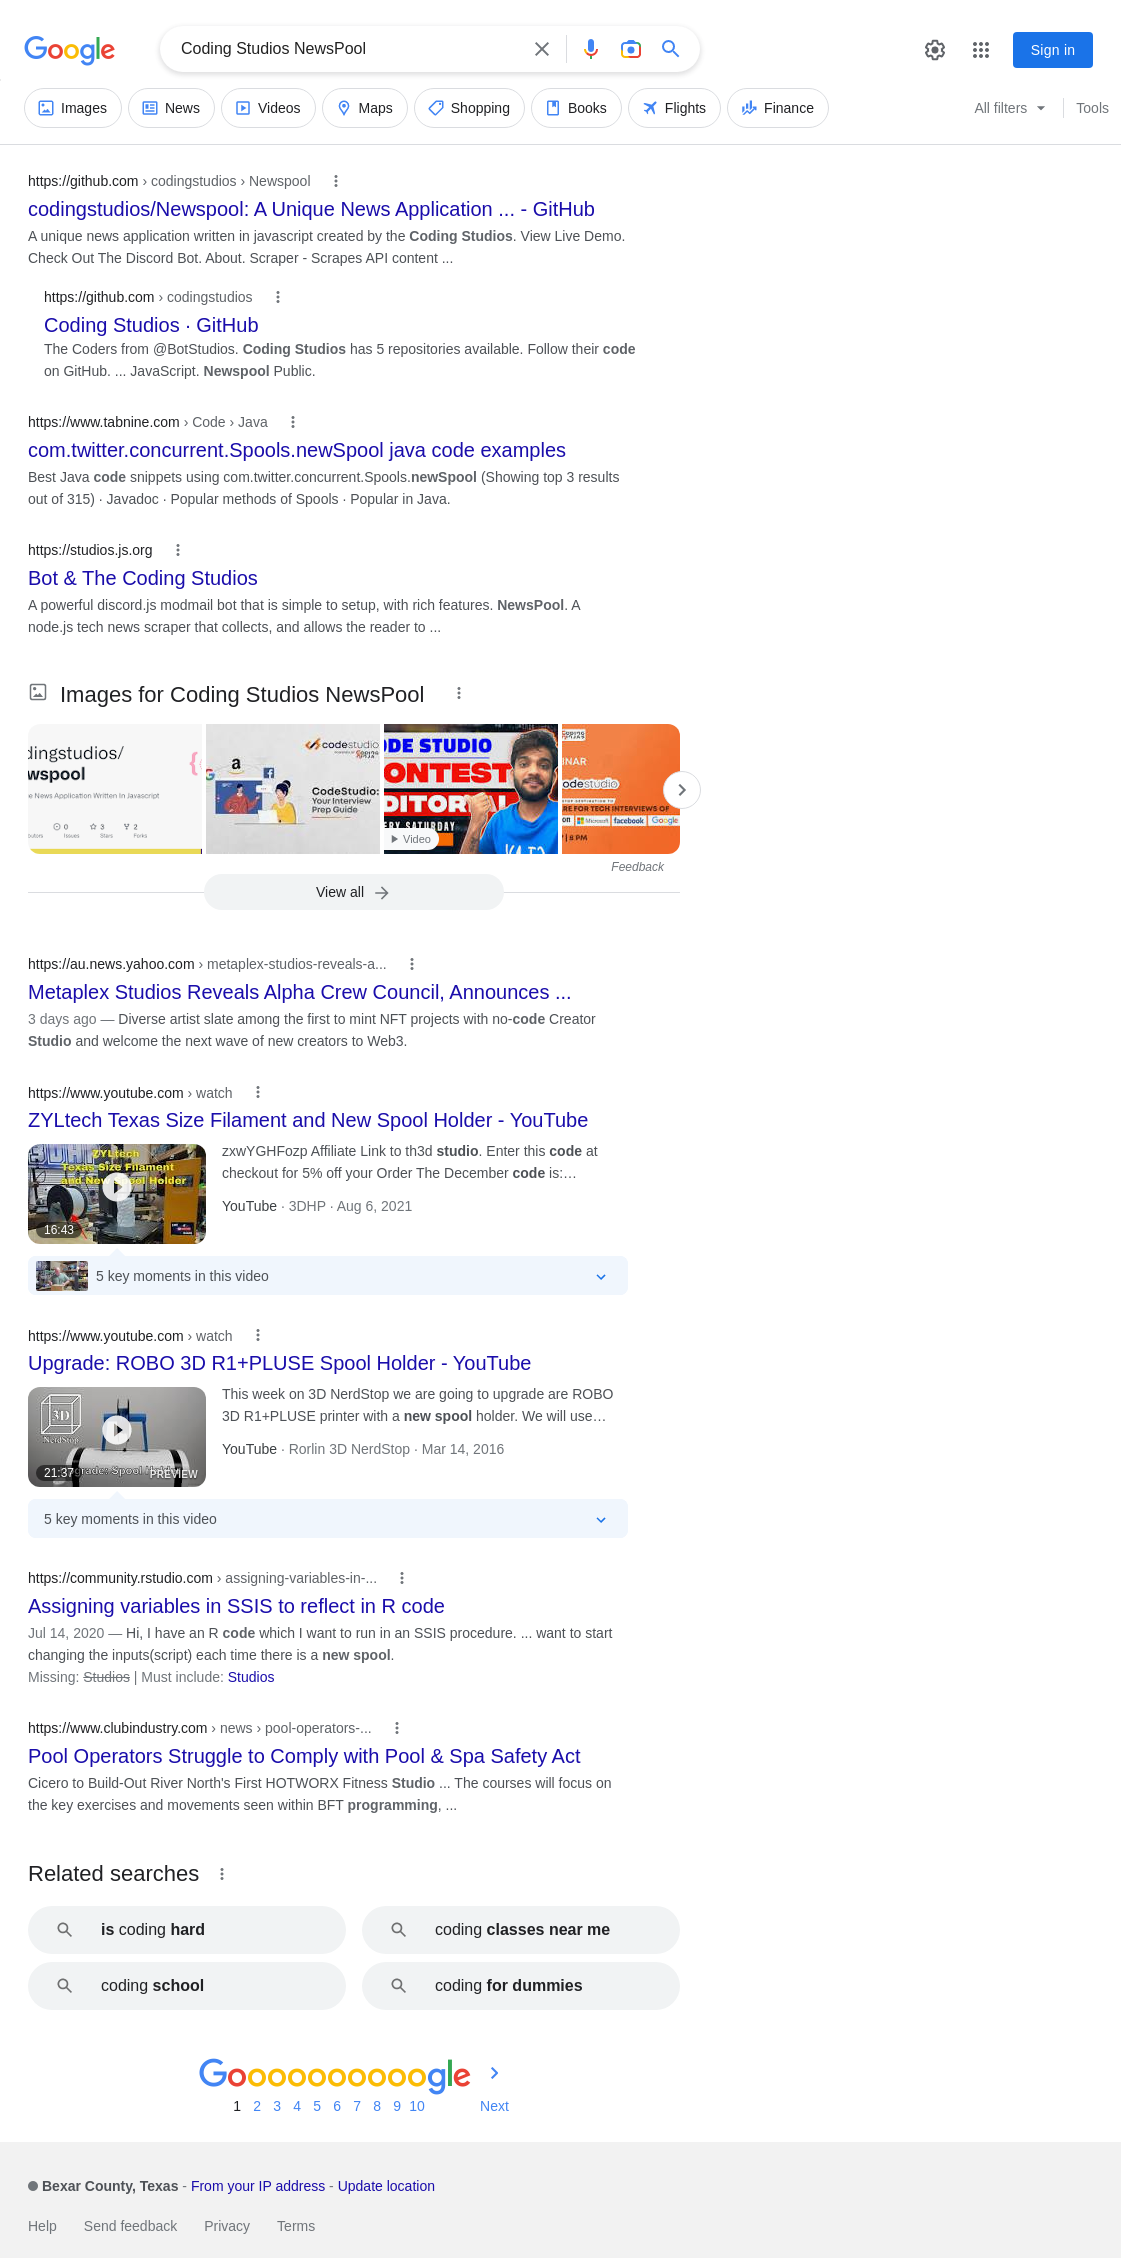 Google
Coding Studios NewsPool
Sign in
Images
News
Videos
Maps
Shopping
Books
Flights
Finance
All filters
Tools
https://github.com › codingstudios › Newspool
codingstudios/Newspool: A Unique News Application ... - GitHub
A unique news application written in javascript created by the Coding Studios. View Live Demo.
Check Out The Discord Bot. About. Scraper - Scrapes API content ...
https://github.com › codingstudios
Coding Studios · GitHub
The Coders from @BotStudios. Coding Studios has 5 repositories available. Follow their code
on GitHub. ... JavaScript. Newspool Public.
https://www.tabnine.com › Code › Java
com.twitter.concurrent.Spools.newSpool java code examples
Best Java code snippets using com.twitter.concurrent.Spools.newSpool (Showing top 3 results
out of 315) · Javadoc · Popular methods of Spools · Popular in Java.
https://studios.js.org
Bot & The Coding Studios
A powerful discord.js modmail bot that is simple to setup, with rich features. NewsPool. A
node.js tech news scraper that collects, and allows the reader to ...
Images for Coding Studios NewsPool
dingstudios/
wspool
e News Application Written In Javascript
0
3
2
Issues
Stars
Forks
codestudio
CodeStudio:
Your Interview
Prep Guide
ODE STUDIO
ONTEST
DITORIAL
ERY SATURDAY
Video
INAR
odestudio
RE FOR TECH INTERVIEWS OF
on Microsoft facebook Google
| 8 PM
Feedback
View all
https://au.news.yahoo.com › metaplex-studios-reveals-a...
Metaplex Studios Reveals Alpha Crew Council, Announces ...
3 days ago — Diverse artist slate among the first to mint NFT projects with no-code Creator
Studio and welcome the next wave of new creators to Web3.
https://www.youtube.com › watch
ZYLtech Texas Size Filament and New Spool Holder - YouTube
ZYLtech
Texas Size Filament
and New Spool Holder
16:43
zxwYGHFozp Affiliate Link to th3d studio. Enter this code at
checkout for 5% off your Order The December code is:...
YouTube · 3DHP · Aug 6, 2021
5 key moments in this video
https://www.youtube.com › watch
Upgrade: ROBO 3D R1+PLUSE Spool Holder - YouTube
3D
NerdStop
grade: Spool Holder
21:37
PREVIEW
This week on 3D NerdStop we are going to upgrade are ROBO
3D R1+PLUSE printer with a new spool holder. We will use...
YouTube · Rorlin 3D NerdStop · Mar 14, 2016
5 key moments in this video
https://community.rstudio.com › assigning-variables-in-...
Assigning variables in SSIS to reflect in R code
Jul 14, 2020 — Hi, I have an R code which I want to run in an SSIS procedure. ... want to start
changing the inputs(script) each time there is a new spool.
Missing: Studios | Must include: Studios
https://www.clubindustry.com › news › pool-operators-...
Pool Operators Struggle to Comply with Pool & Spa Safety Act
Cicero to Build-Out River North's First HOTWORX Fitness Studio ... The courses will focus on
the key exercises and movements seen within BFT programming, ...
Related searches
is coding hard
coding classes near me
coding school
coding for dummies
Goooooooooogle
1 2 3 4 5 6 7 8 9 10 Next
Bexar County, Texas - From your IP address - Update location
Help Send feedback Privacy Terms